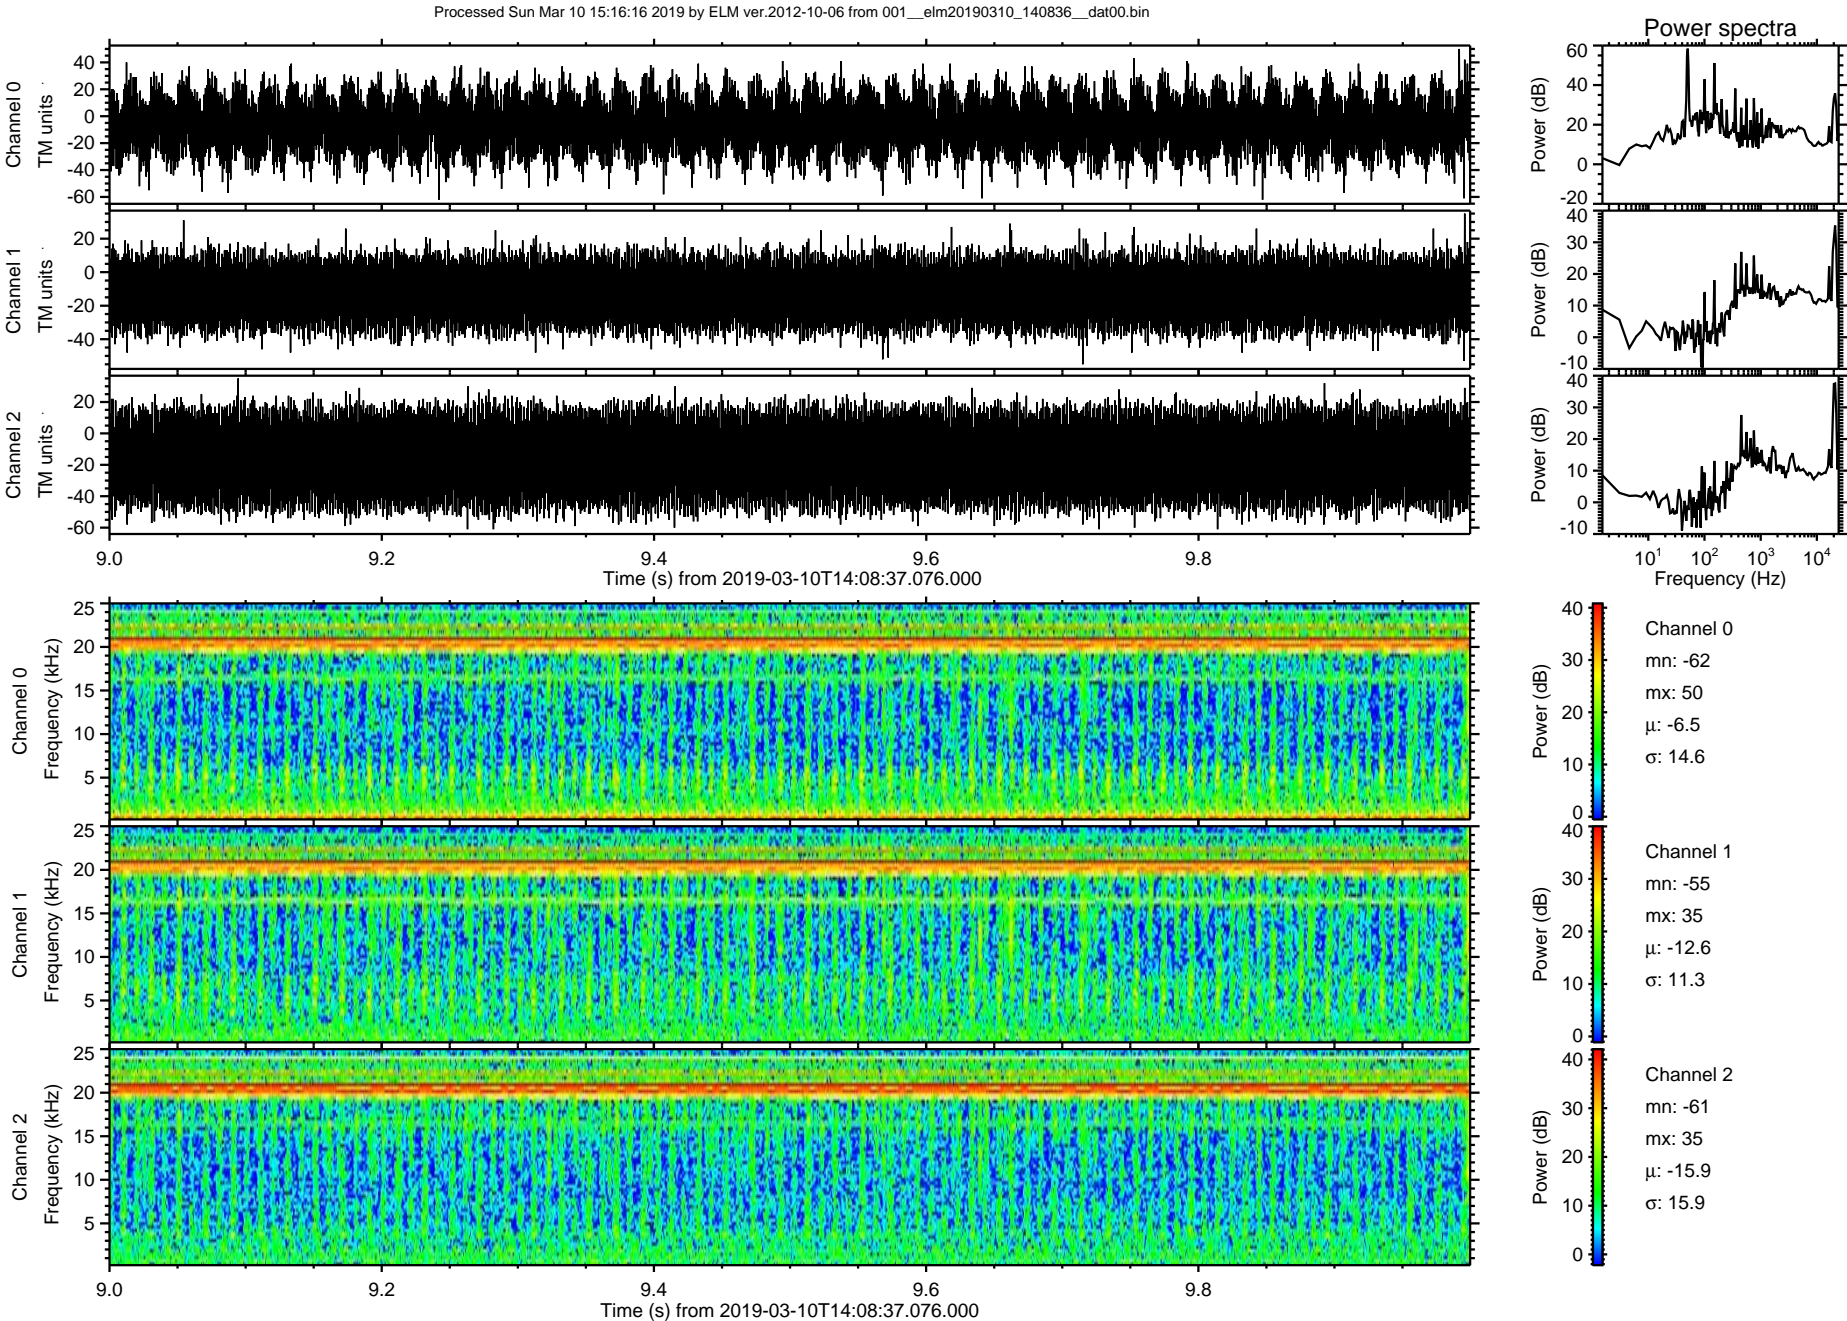 Processed Sun Mar 10 15:16:16 2019 by ELM ver.2012-10-06 from 001__elm20190310_140836__dat00.bin
Power spectra
Channel 0
TM units
40
20
0
-20
-40
-60
Power (dB)
60
40
20
0
-20
Channel 1
TM units
20
0
-20
-40
Power (dB)
40
30
20
10
0
-10
Channel 2
TM units
20
0
-20
-40
-60
Power (dB)
40
30
20
10
0
-10
9.0 9.2 9.4 9.6 9.8
Time (s) from 2019-03-10T14:08:37.076.000
10^1 10^2 10^3 10^4
Frequency (Hz)
Channel 0
Frequency (kHz)
25
20
15
10
5
Power (dB)
40
30
20
10
0
Channel 0
mn: -62
mx: 50
μ: -6.5
σ: 14.6
Channel 1
Frequency (kHz)
25
20
15
10
5
Power (dB)
40
30
20
10
0
Channel 1
mn: -55
mx: 35
μ: -12.6
σ: 11.3
Channel 2
Frequency (kHz)
25
20
15
10
5
Power (dB)
40
30
20
10
0
Channel 2
mn: -61
mx: 35
μ: -15.9
σ: 15.9
9.0 9.2 9.4 9.6 9.8
Time (s) from 2019-03-10T14:08:37.076.000